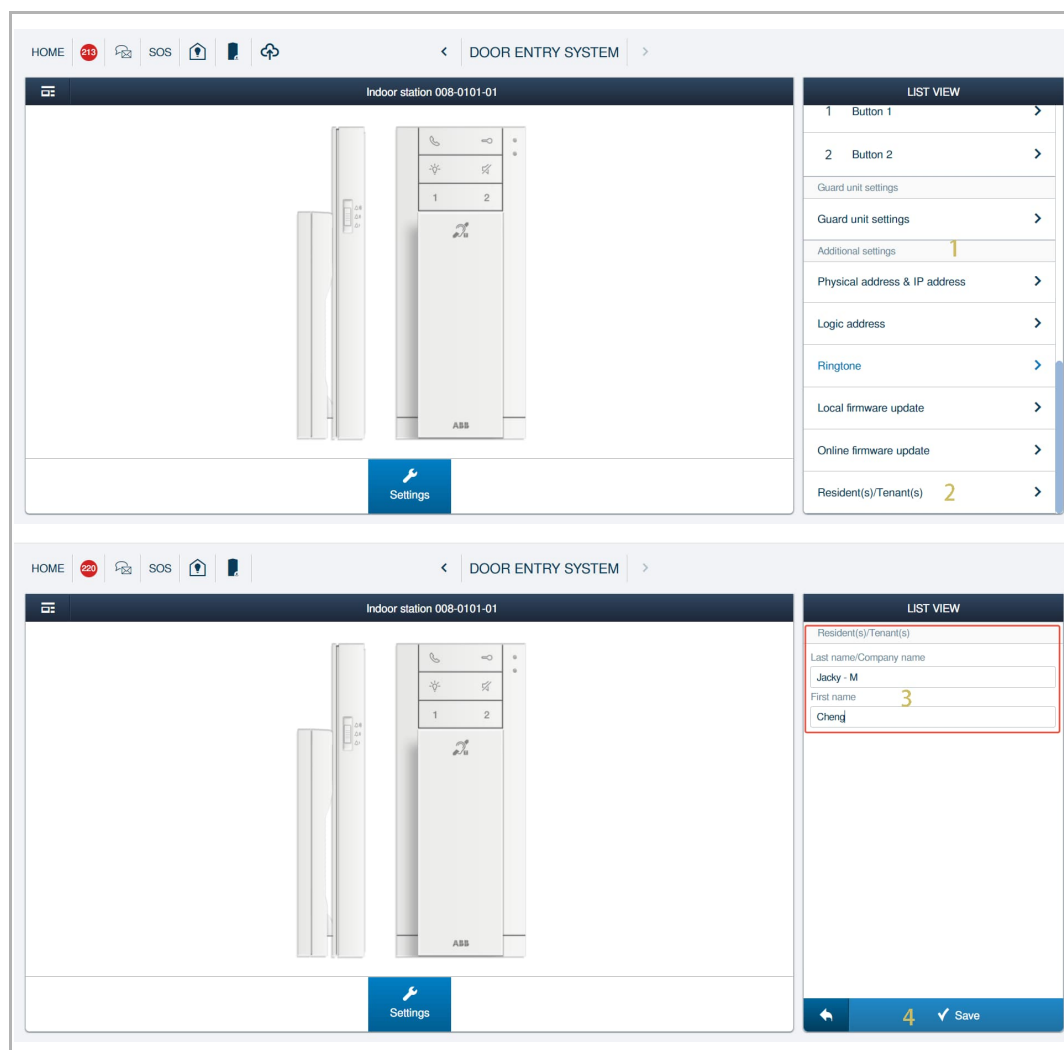 HOME 213 SOS < DOOR ENTRY SYSTEM >
Indoor station 008-0101-01
LIST VIEW
1 Button 1
2 Button 2
Guard unit settings
Guard unit settings
Additional settings 1
Physical address & IP address
Logic address
Ringtone
Local firmware update
Online firmware update
Resident(s)/Tenant(s) 2
1 2
ABB
Settings
HOME 220 SOS < DOOR ENTRY SYSTEM >
Indoor station 008-0101-01
LIST VIEW
Resident(s)/Tenant(s)
Last name/Company name
Jacky - M
First name 3
Cheng
1 2
ABB
Settings
4 Save